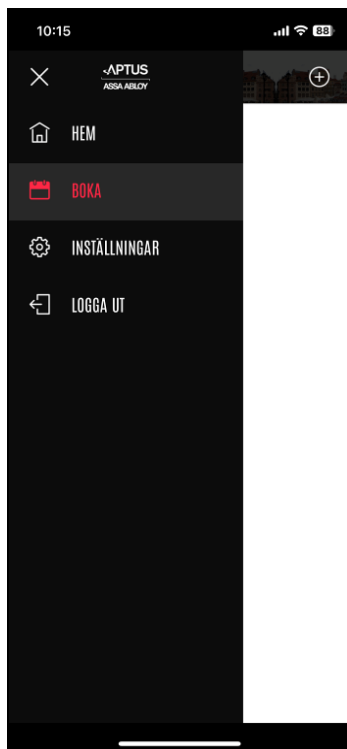 10:15
88
APTUS
ASSA ABLOY
HEM
BOKA
INSTÄLLNINGAR
LOGGA UT